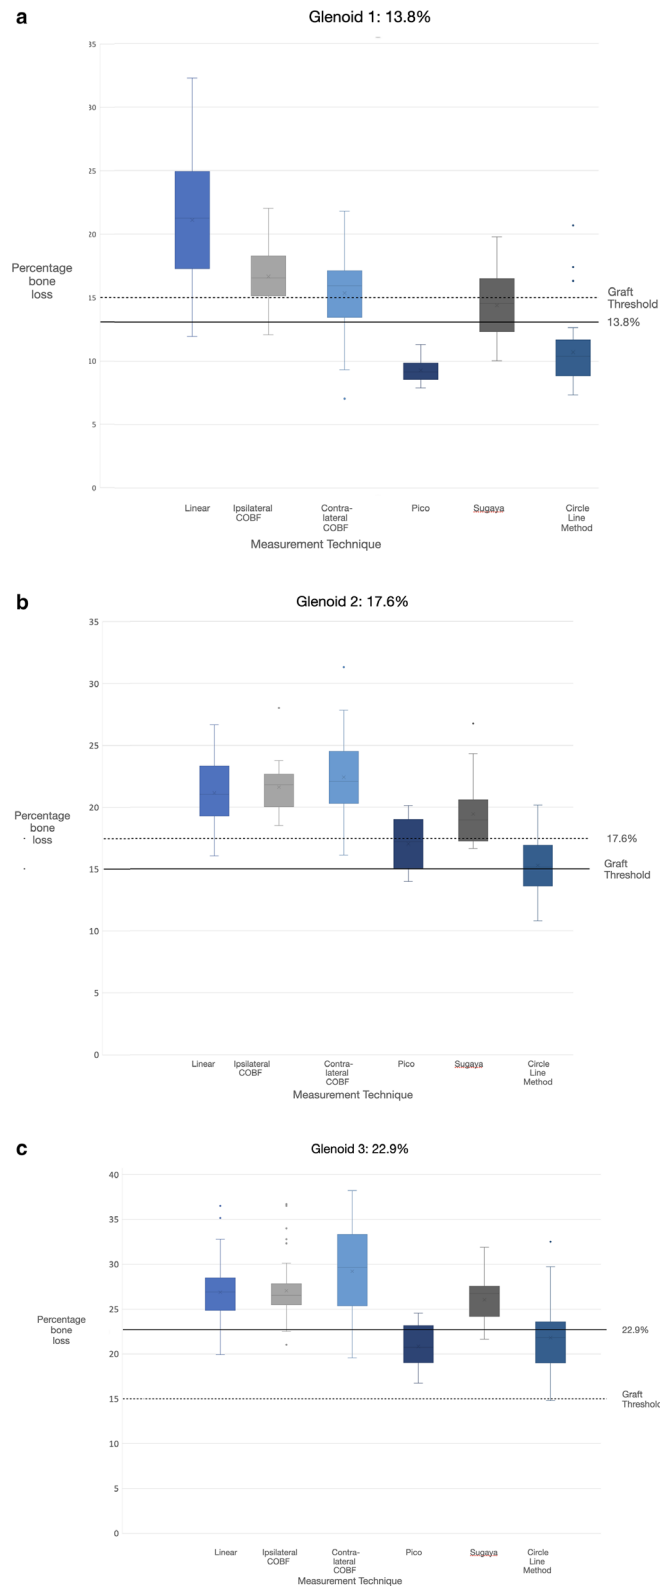 a
Glenoid 1: 13.8%
35
30
25
20
15
10
5
0
Percentage
bone
loss
Graft
Threshold
13.8%
Linear
Ipsilateral
COBF
Contra-
lateral
COBF
Pico
Sugaya
Circle
Line
Method
Measurement Technique
b
Glenoid 2: 17.6%
35
30
25
20
15
10
5
0
Percentage
bone
loss
17.6%
Graft
Threshold
Linear
Ipsilateral
COBF
Contra-
lateral
COBF
Pico
Sugaya
Circle
Line
Method
Measurement Technique
c
Glenoid 3: 22.9%
40
35
30
25
20
15
10
5
0
Percentage
bone
loss
22.9%
Graft
Threshold
Linear
Ipsilateral
COBF
Contra-
lateral
COBF
Pico
Sugaya
Circle
Line
Method
Measurement Technique